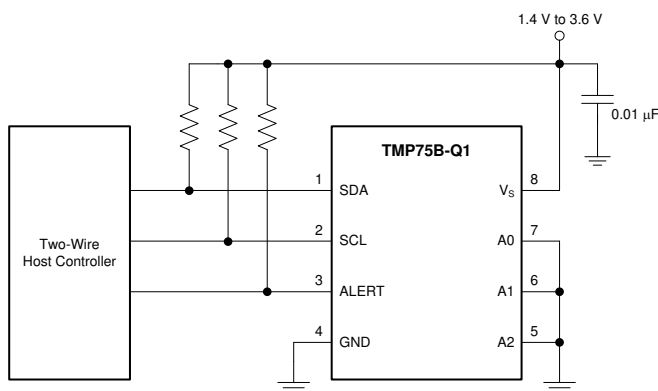 1.4 V to 3.6 V
0.01 µF
TMP75B-Q1
Two-Wire
Host Controller
1 SDA
2 SCL
3 ALERT
4 GND
VS 8
A0 7
A1 6
A2 5